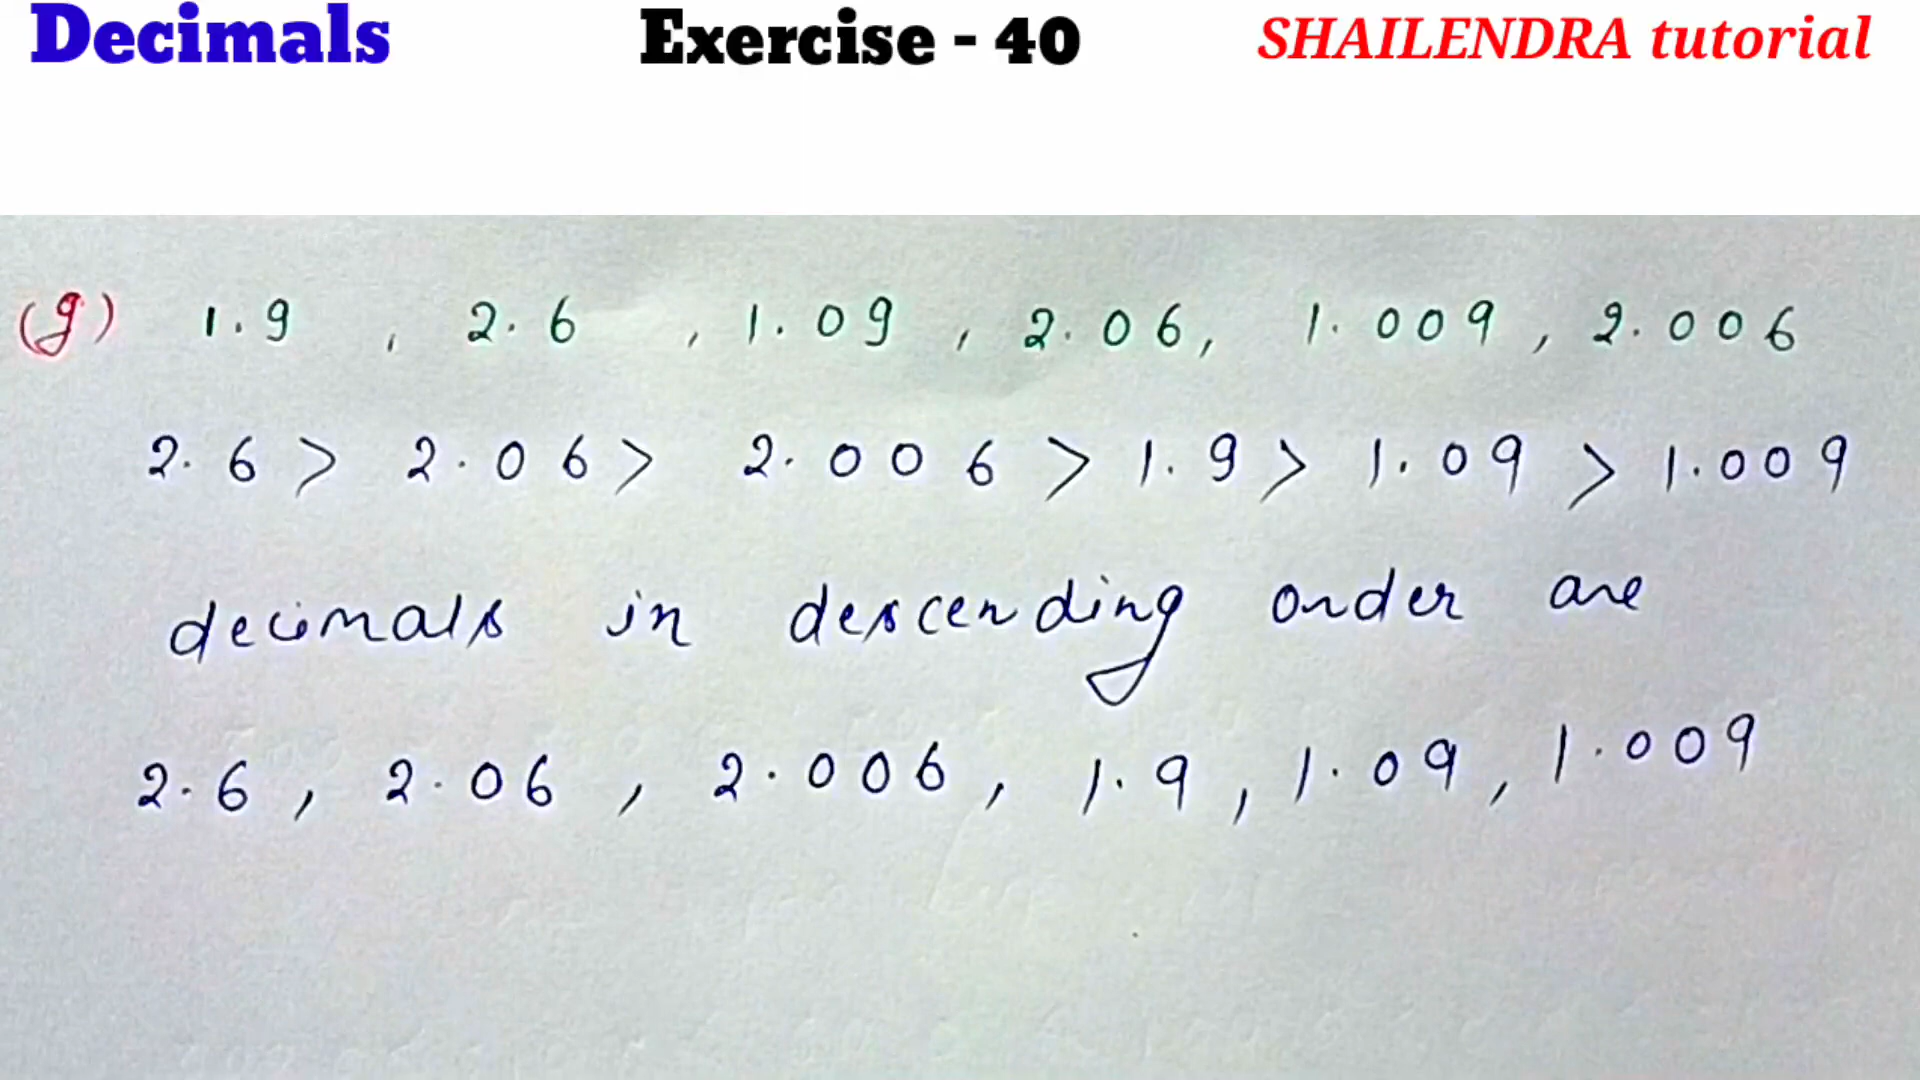 Decimals Exercise - 40 SHAILENDRA tutorial
(g) 1.9 , 2.6 , 1.09 , 2.06, 1.009 , 2.006
2.6 > 2.06 > 2.006 > 1.9 > 1.09 > 1.009
decimals in descending order are
2.6 , 2.06 , 2.006 , 1.9 , 1.09 , 1.009